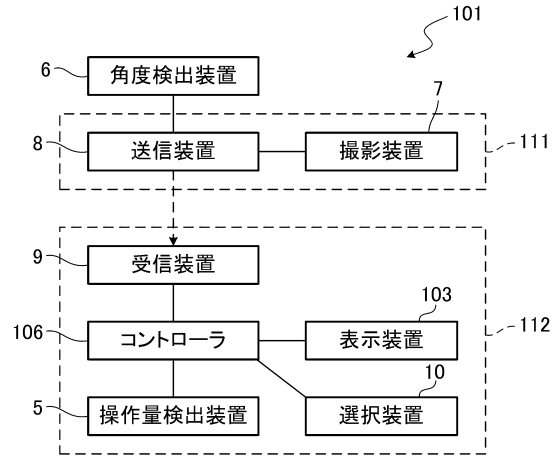 101
6 角度検出装置
7
8 送信装置 撮影装置 111
9 受信装置
103
106 コントローラ 表示装置 112
10
5 操作量検出装置 選択装置